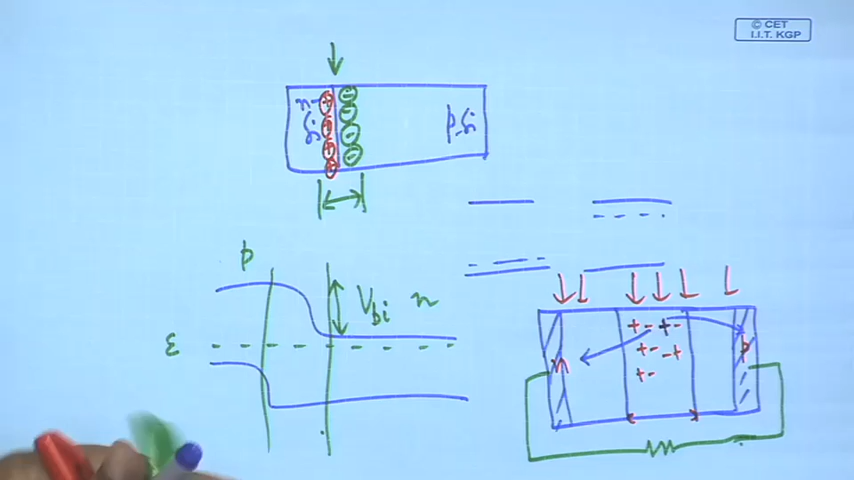 © CET
I.I.T. KGP
n-
Si
p-Si
+ + + +
- - - -
p
Vbi
n
ε
+ - + -
+ - - +
+ -
n
p